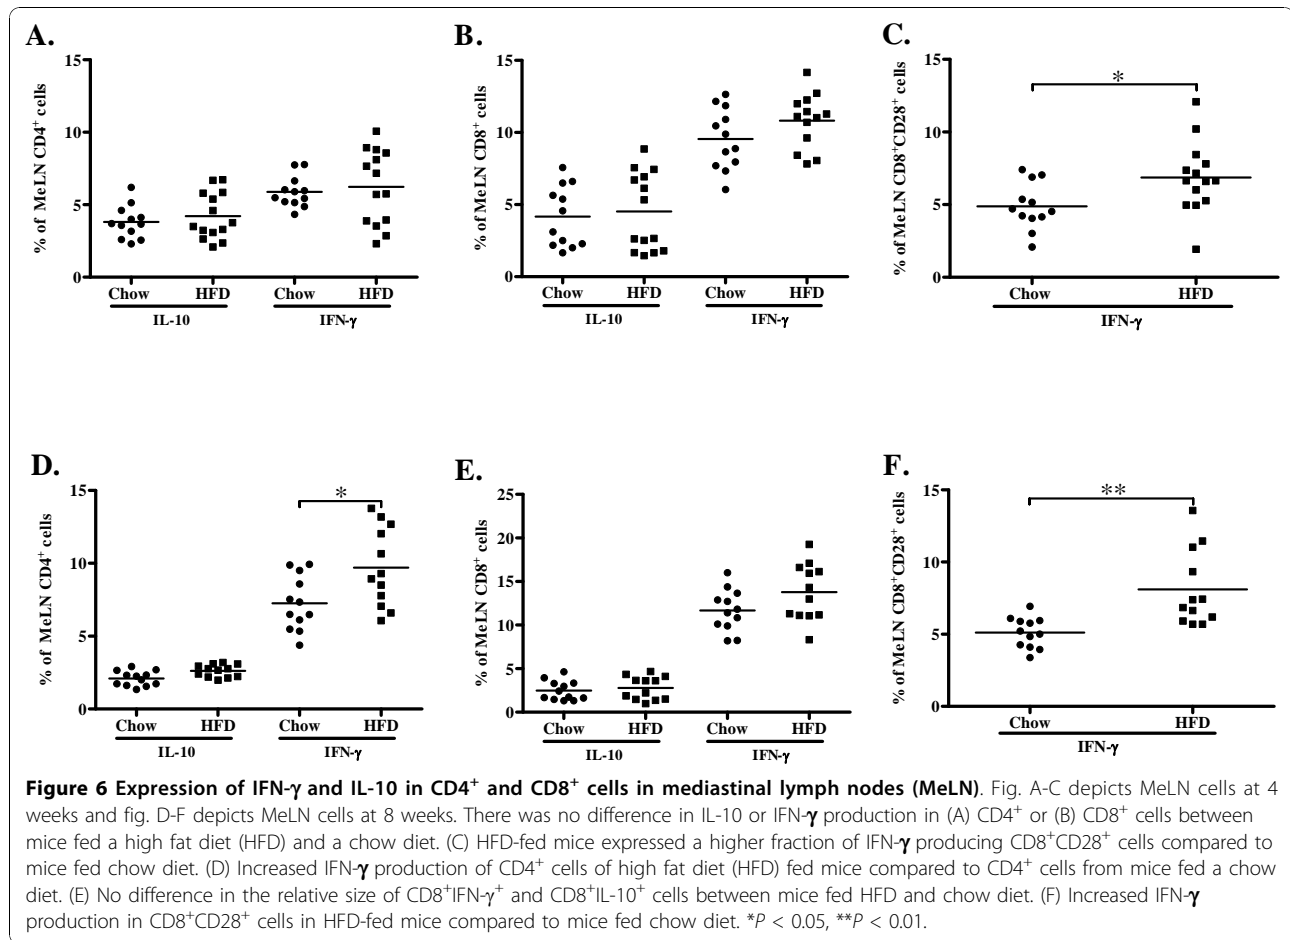 A.
15
10
5
0
% of MeLN CD4⁺ cells
Chow HFD Chow HFD
IL-10 IFN-γ
B.
15
10
5
0
% of MeLN CD8⁺ cells
Chow HFD Chow HFD
IL-10 IFN-γ
C.
15
10
5
0
% of MeLN CD8⁺CD28⁺ cells
*
Chow HFD
IFN-γ
D.
15
10
5
0
% of MeLN CD4⁺ cells
*
Chow HFD Chow HFD
IL-10 IFN-γ
E.
25
20
15
10
5
0
% of MeLN CD8⁺ cells
Chow HFD Chow HFD
IL-10 IFN-γ
F.
15
10
5
0
% of MeLN CD8⁺CD28⁺ cells
**
Chow HFD
IFN-γ
Figure 6 Expression of IFN-γ and IL-10 in CD4⁺ and CD8⁺ cells in mediastinal lymph nodes (MeLN). Fig. A-C depicts MeLN cells at 4
weeks and fig. D-F depicts MeLN cells at 8 weeks. There was no difference in IL-10 or IFN-γ production in (A) CD4⁺ or (B) CD8⁺ cells between
mice fed a high fat diet (HFD) and a chow diet. (C) HFD-fed mice expressed a higher fraction of IFN-γ producing CD8⁺CD28⁺ cells compared to
mice fed chow diet. (D) Increased IFN-γ production of CD4⁺ cells of high fat diet (HFD) fed mice compared to CD4⁺ cells from mice fed a chow
diet. (E) No difference in the relative size of CD8⁺IFN-γ⁺ and CD8⁺IL-10⁺ cells between mice fed HFD and chow diet. (F) Increased IFN-γ
production in CD8⁺CD28⁺ cells in HFD-fed mice compared to mice fed chow diet. *P < 0.05, **P < 0.01.